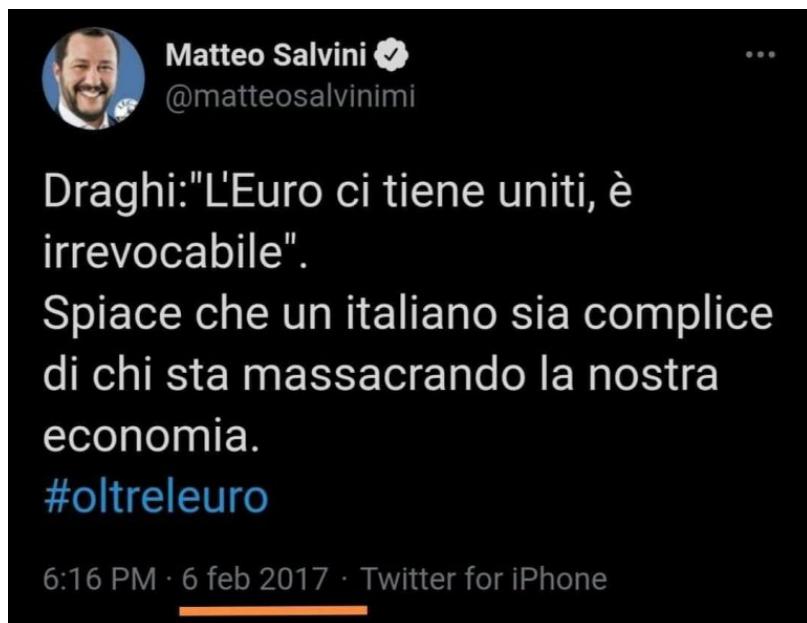 Matteo Salvini
@matteosalvinimi
Draghi:"L'Euro ci tiene uniti, è
irrevocabile".
Spiace che un italiano sia complice
di chi sta massacrando la nostra
economia.
#oltreleuro
6:16 PM · 6 feb 2017 · Twitter for iPhone